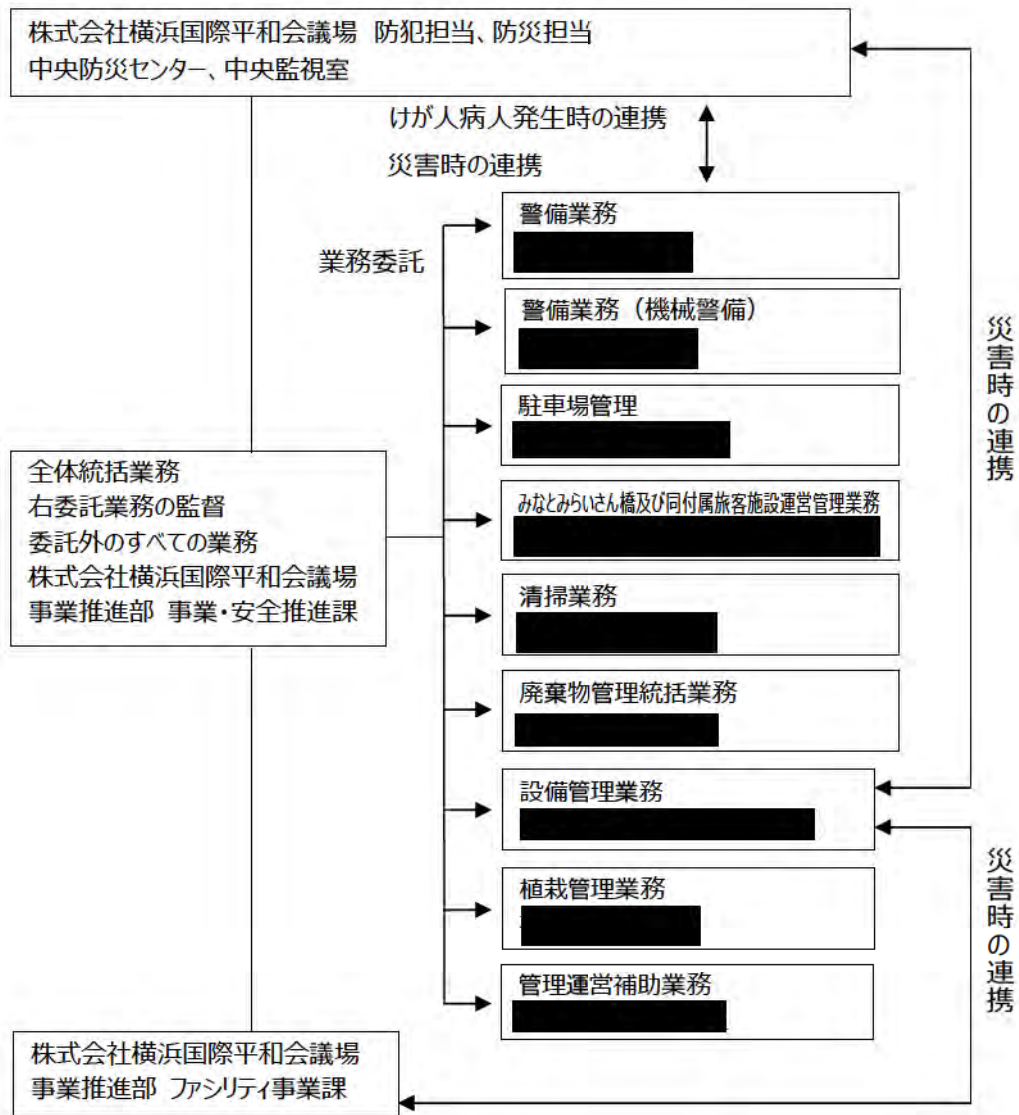 株式会社横浜国際平和会議場 防犯担当、防災担当
中央防災センター、中央監視室
けが人病人発生時の連携
災害時の連携
業務委託
警備業務
警備業務（機械警備）
駐車場管理
みなとみらいさん橋及び同付属旅客施設運営管理業務
清掃業務
廃棄物管理統括業務
設備管理業務
植栽管理業務
管理運営補助業務
全体統括業務
右委託業務の監督
委託外のすべての業務
株式会社横浜国際平和会議場
事業推進部 事業・安全推進課
災害時の連携
災害時の連携
株式会社横浜国際平和会議場
事業推進部 ファシリティ事業課